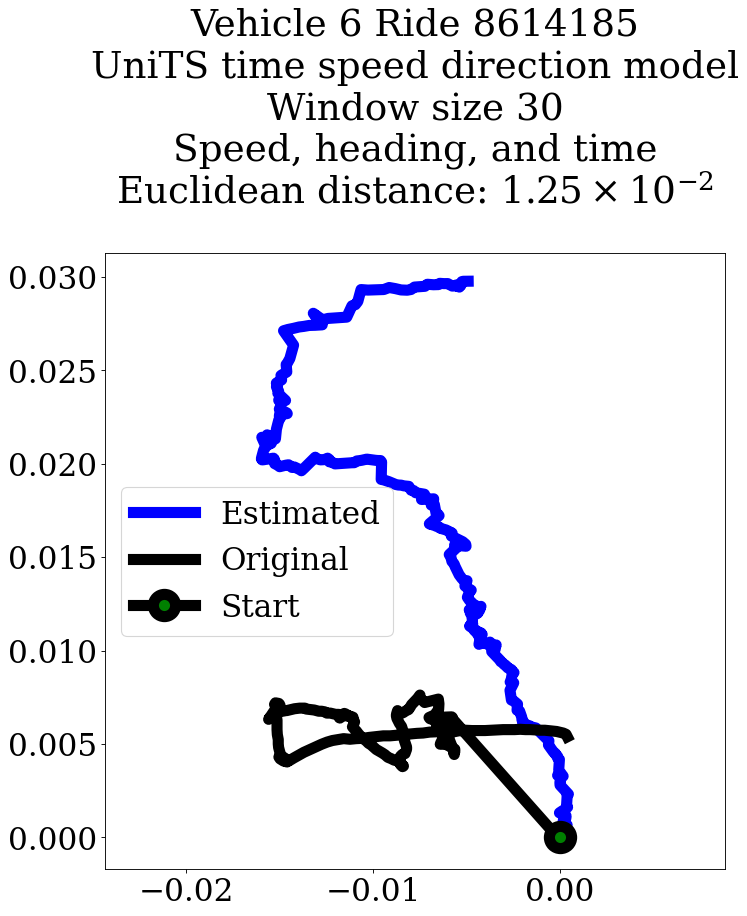 Vehicle 6 Ride 8614185
UniTS time speed direction model
Window size 30
Speed, heading, and time
Euclidean distance: $1.25 \times 10^{-2}$
0.030
0.025
0.020
0.015
0.010
0.005
0.000
Estimated
Original
Start
−0.02 −0.01 0.00